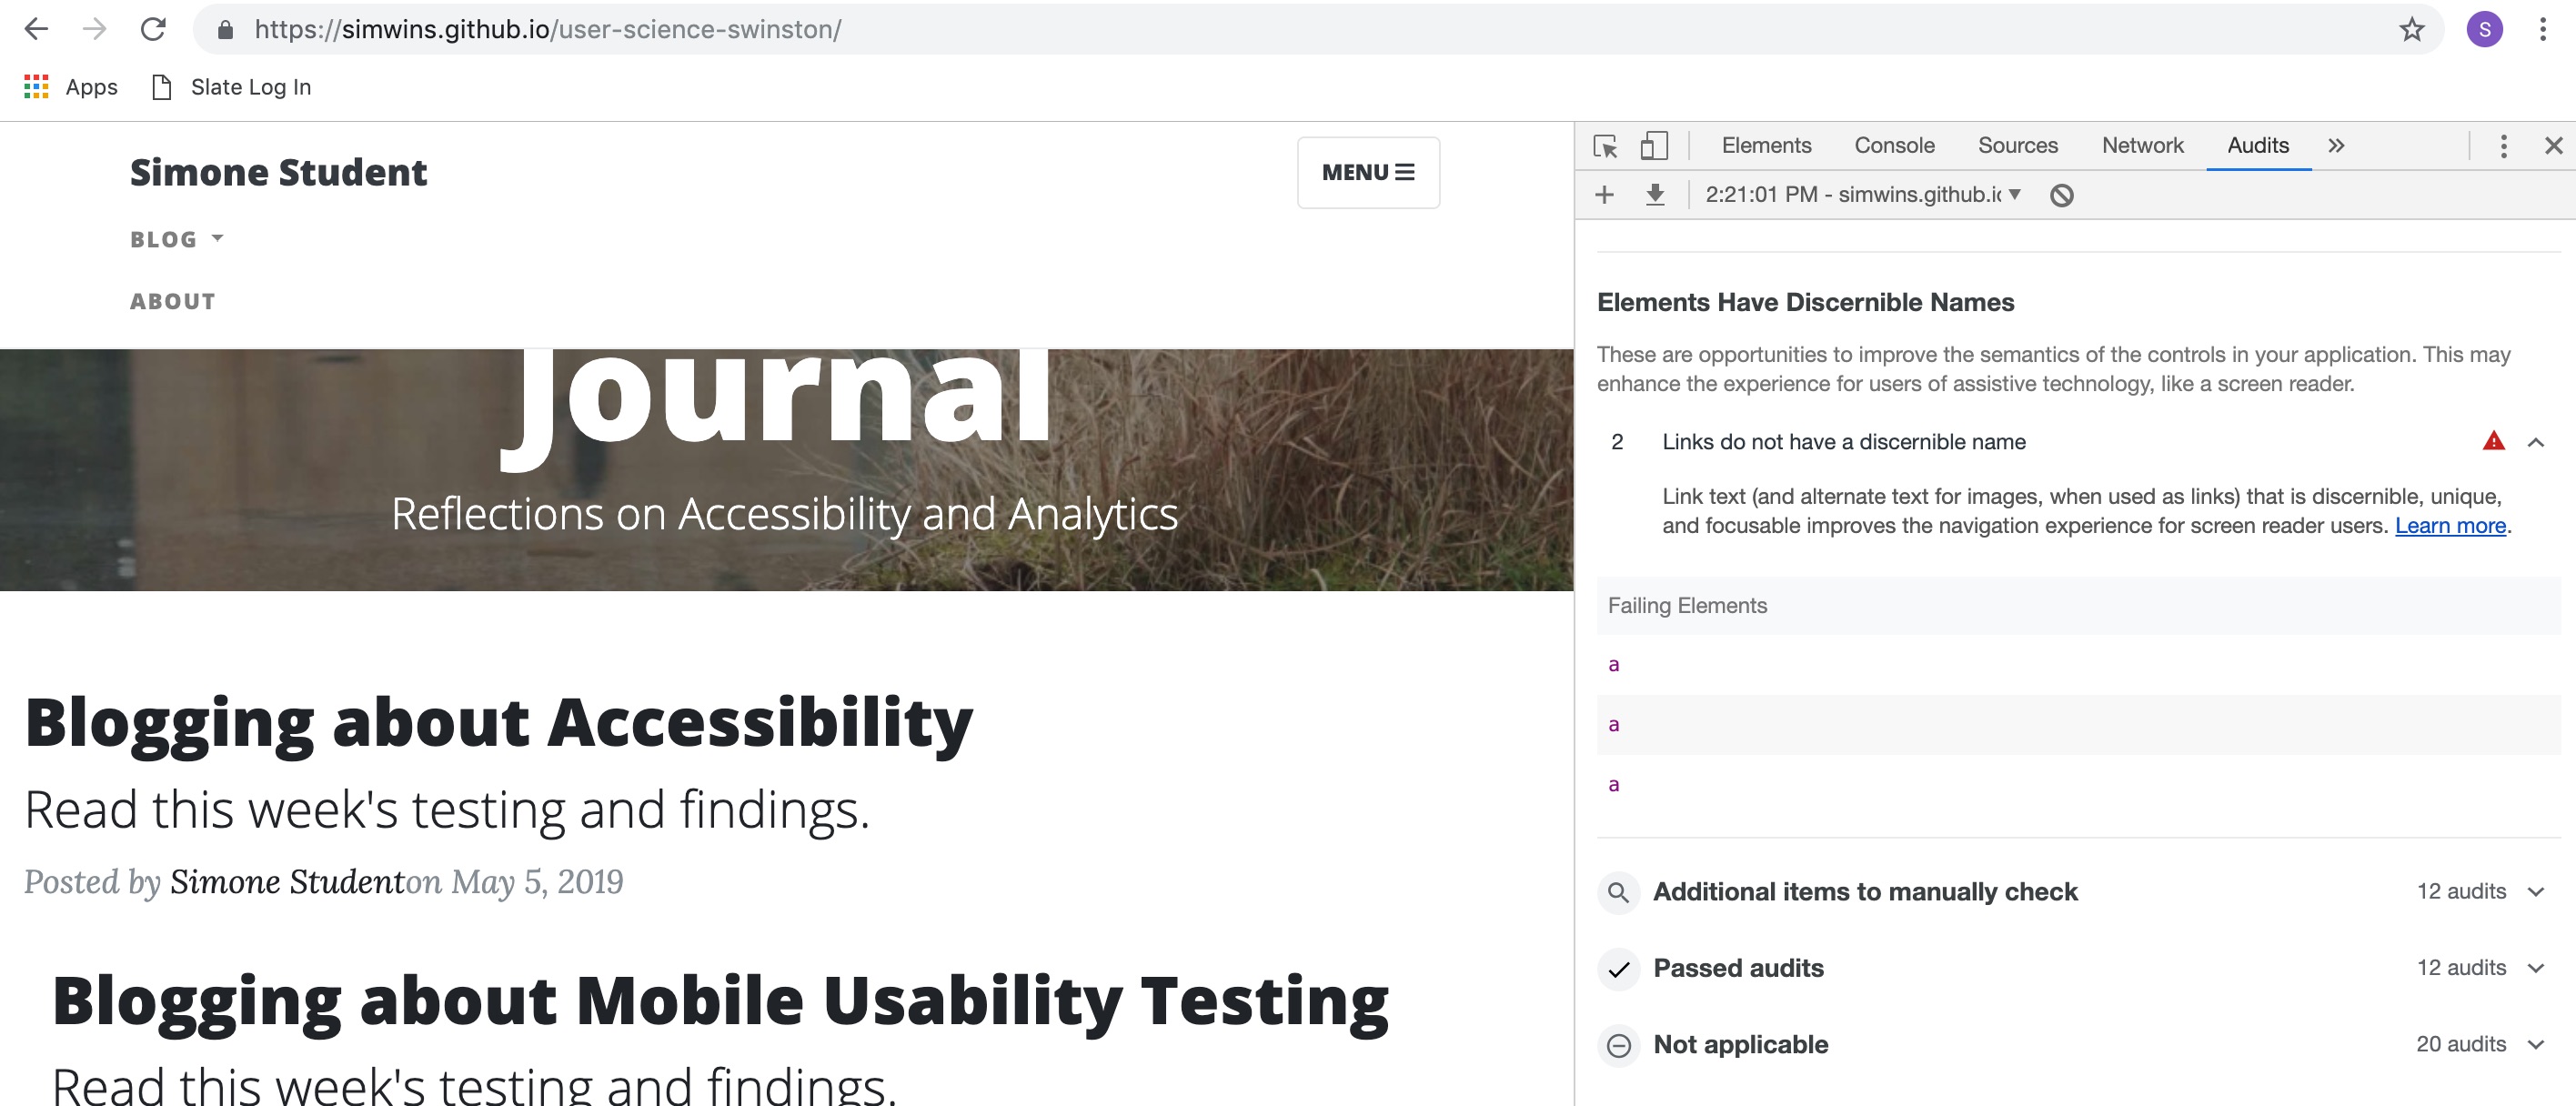 https://simwins.github.io/user-science-swinston/
S
Apps
Slate Log In
Simone Student
MENU
BLOG
ABOUT
Journal
Reflections on Accessibility and Analytics
Blogging about Accessibility
Read this week's testing and findings.
Posted by Simone Studenton May 5, 2019
Blogging about Mobile Usability Testing
Read this week's testing and findings.
Elements Console Sources Network Audits »
2:21:01 PM - simwins.github.io
Elements Have Discernible Names
These are opportunities to improve the semantics of the controls in your application. This may
enhance the experience for users of assistive technology, like a screen reader.
2 Links do not have a discernible name
Link text (and alternate text for images, when used as links) that is discernible, unique,
and focusable improves the navigation experience for screen reader users. Learn more.
Failing Elements
a
a
a
Additional items to manually check 12 audits
Passed audits 12 audits
Not applicable 20 audits